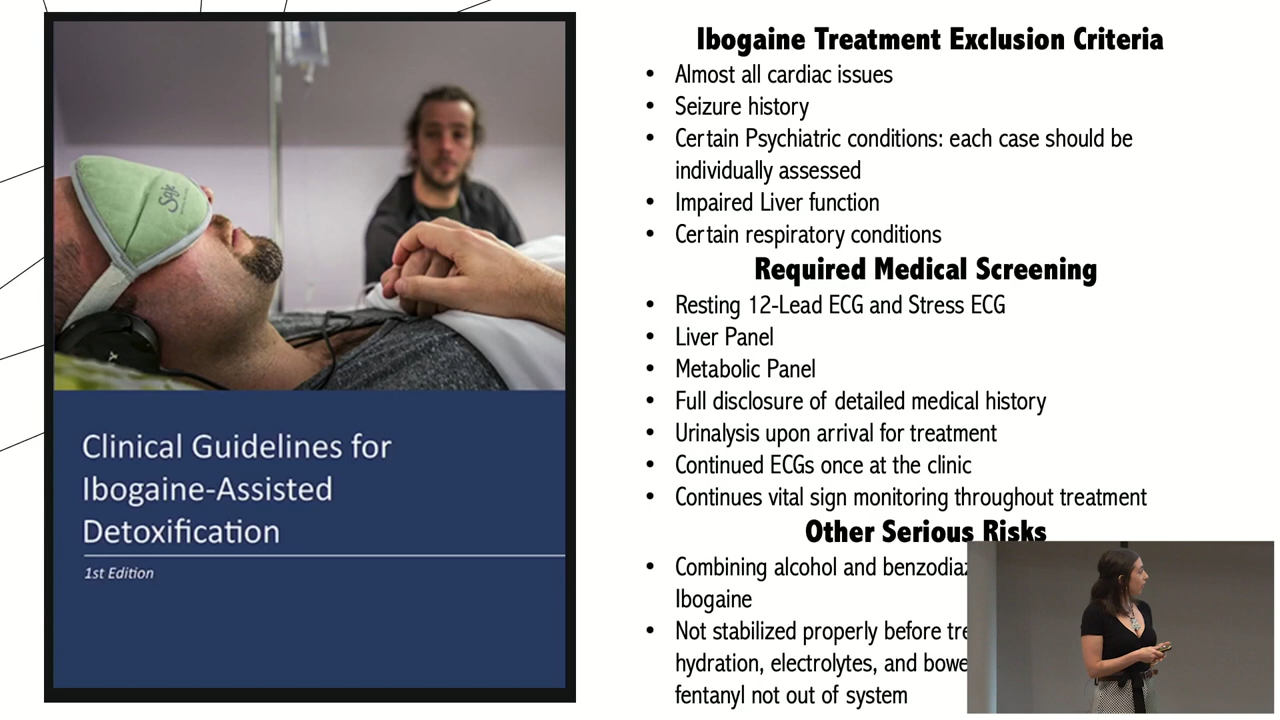 Saje
Clinical Guidelines for
Ibogaine-Assisted
Detoxification
1st Edition
Ibogaine Treatment Exclusion Criteria
• Almost all cardiac issues
• Seizure history
• Certain Psychiatric conditions: each case should be
individually assessed
• Impaired Liver function
• Certain respiratory conditions
Required Medical Screening
• Resting 12-Lead ECG and Stress ECG
• Liver Panel
• Metabolic Panel
• Full disclosure of detailed medical history
• Urinalysis upon arrival for treatment
• Continued ECGs once at the clinic
• Continues vital sign monitoring throughout treatment
Other Serious Risks
• Combining alcohol and
Ibogaine
• Not stabilized properly before
hydration, electrolytes, and
fentanyl not out of system